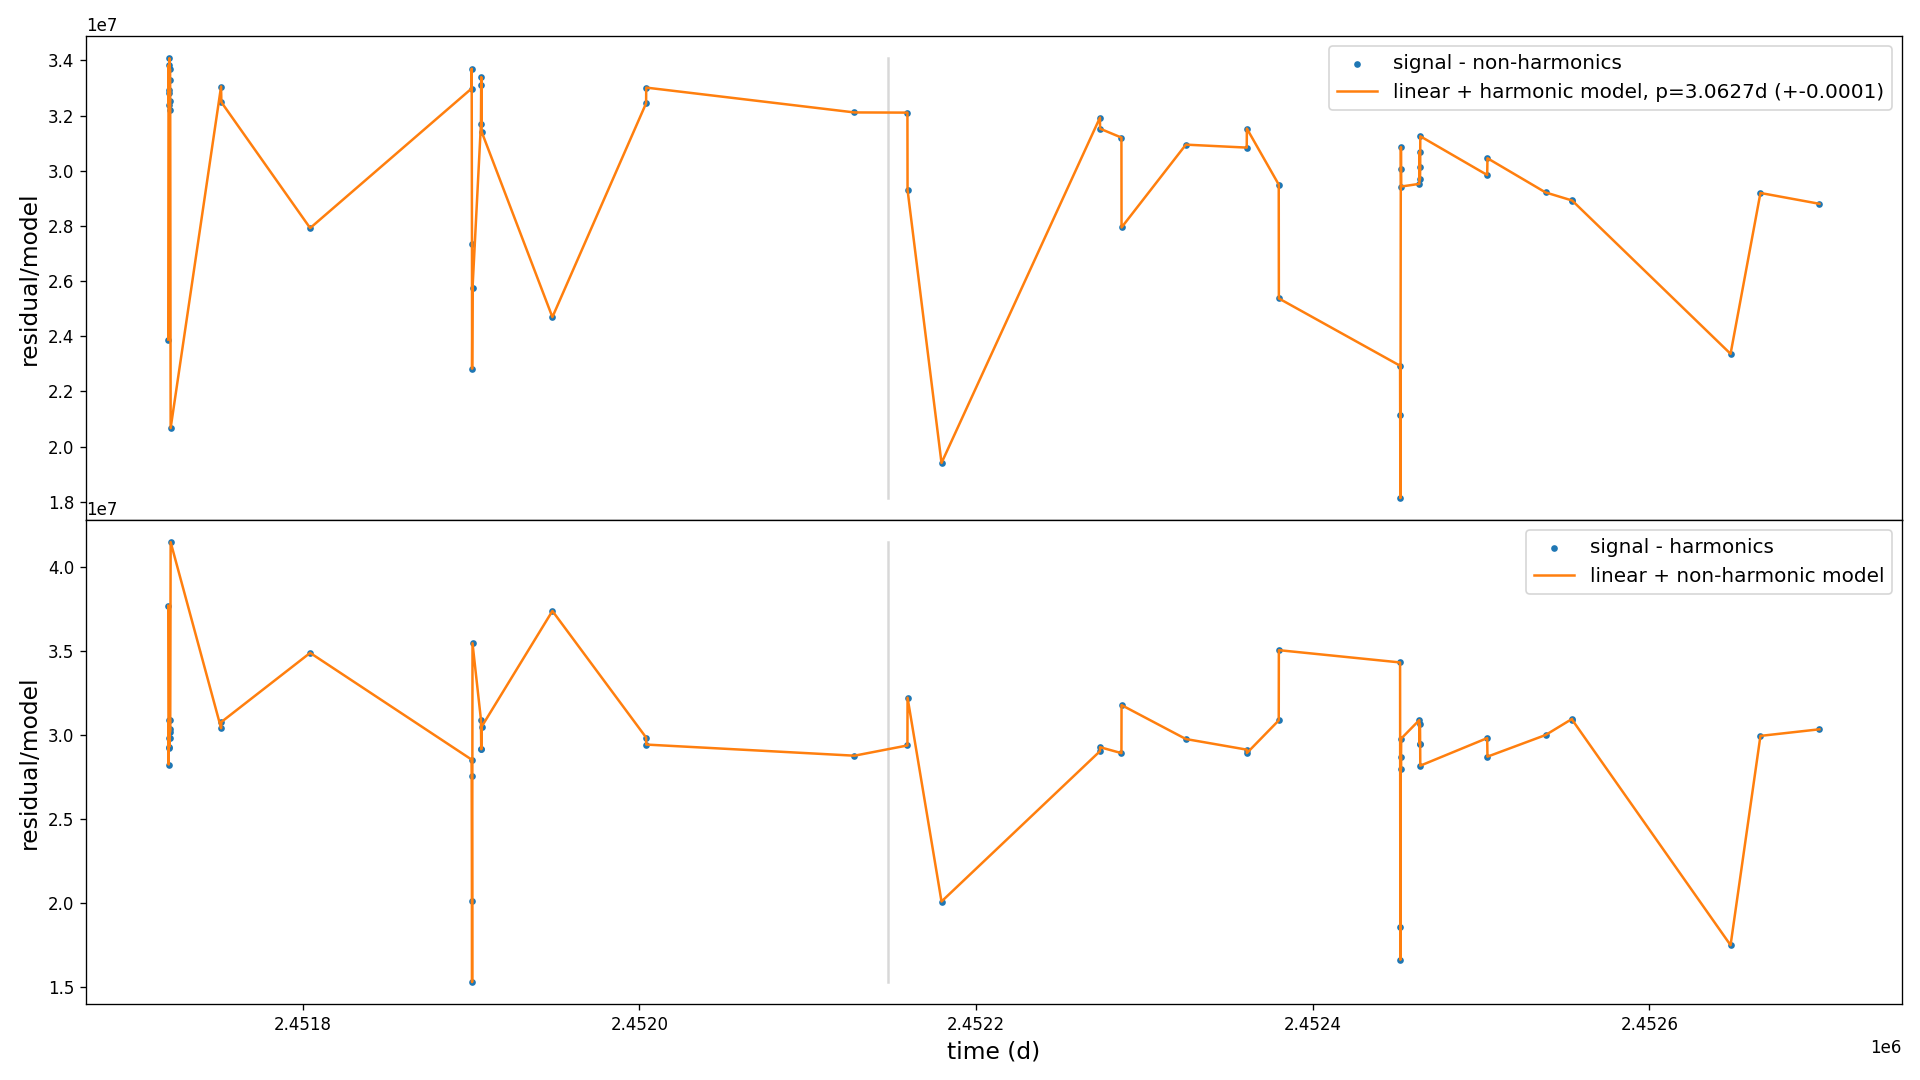 1e7
3.4
3.2
3.0
2.8
2.6
2.4
2.2
2.0
1.8
residual/model
signal - non-harmonics
linear + harmonic model, p=3.0627d (+-0.0001)
1e7
4.0
3.5
3.0
2.5
2.0
1.5
residual/model
signal - harmonics
linear + non-harmonic model
2.4518
2.4520
2.4522
2.4524
2.4526
1e6
time (d)